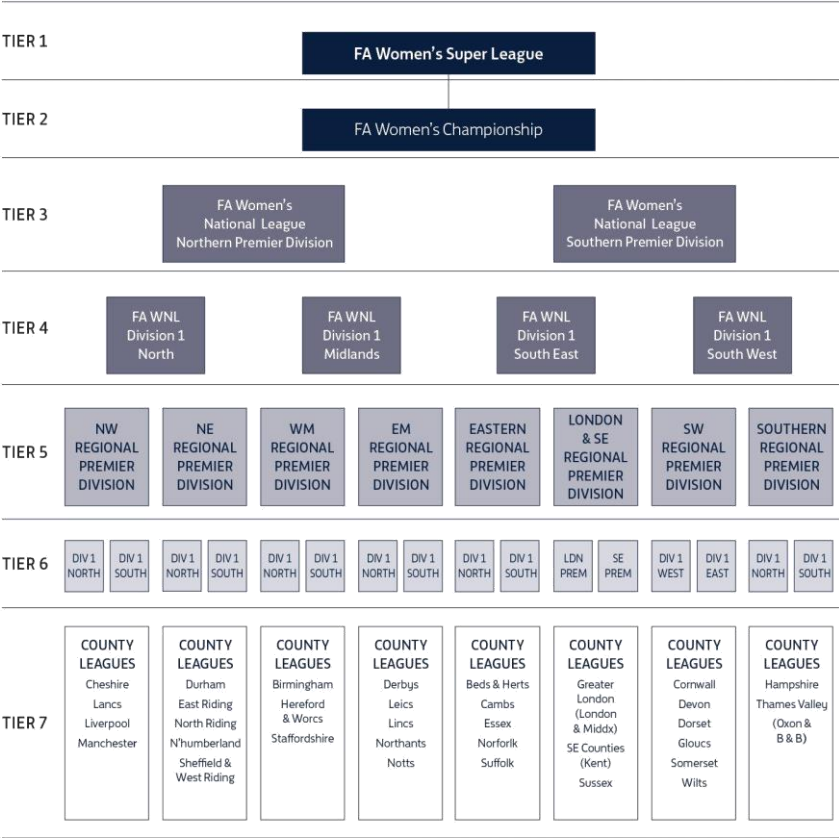 TIER 1
FA Women's Super League
TIER 2
FA Women's Championship
TIER 3
FA Women's
National League
Northern Premier Division
FA Women's
National League
Southern Premier Division
TIER 4
FA WNL
Division 1
North
FA WNL
Division 1
Midlands
FA WNL
Division 1
South East
FA WNL
Division 1
South West
TIER 5
NW
REGIONAL
PREMIER
DIVISION
NE
REGIONAL
PREMIER
DIVISION
WM
REGIONAL
PREMIER
DIVISION
EM
REGIONAL
PREMIER
DIVISION
EASTERN
REGIONAL
PREMIER
DIVISION
LONDON
& SE
REGIONAL
PREMIER
DIVISION
SW
REGIONAL
PREMIER
DIVISION
SOUTHERN
REGIONAL
PREMIER
DIVISION
TIER 6
DIV 1
NORTH
DIV 1
SOUTH
DIV 1
NORTH
DIV 1
SOUTH
DIV 1
NORTH
DIV 1
SOUTH
DIV 1
NORTH
DIV 1
SOUTH
DIV 1
NORTH
DIV 1
SOUTH
LDN
PREM
SE
PREM
DIV 1
WEST
DIV 1
EAST
DIV 1
NORTH
DIV 1
SOUTH
TIER 7
COUNTY
LEAGUES
Cheshire
Lancs
Liverpool
Manchester
COUNTY
LEAGUES
Durham
East Riding
North Riding
N'humberland
Sheffield &
West Riding
COUNTY
LEAGUES
Birmingham
Hereford
& Worcs
Staffordshire
COUNTY
LEAGUES
Derbys
Leics
Lincs
Northants
Notts
COUNTY
LEAGUES
Beds & Herts
Cambs
Essex
Norforlk
Suffolk
COUNTY
LEAGUES
Greater
London
(London
& Middx)
SE Counties
(Kent)
Sussex
COUNTY
LEAGUES
Cornwall
Devon
Dorset
Gloucs
Somerset
Wilts
COUNTY
LEAGUES
Hampshire
Thames Valley
(Oxon &
B & B)